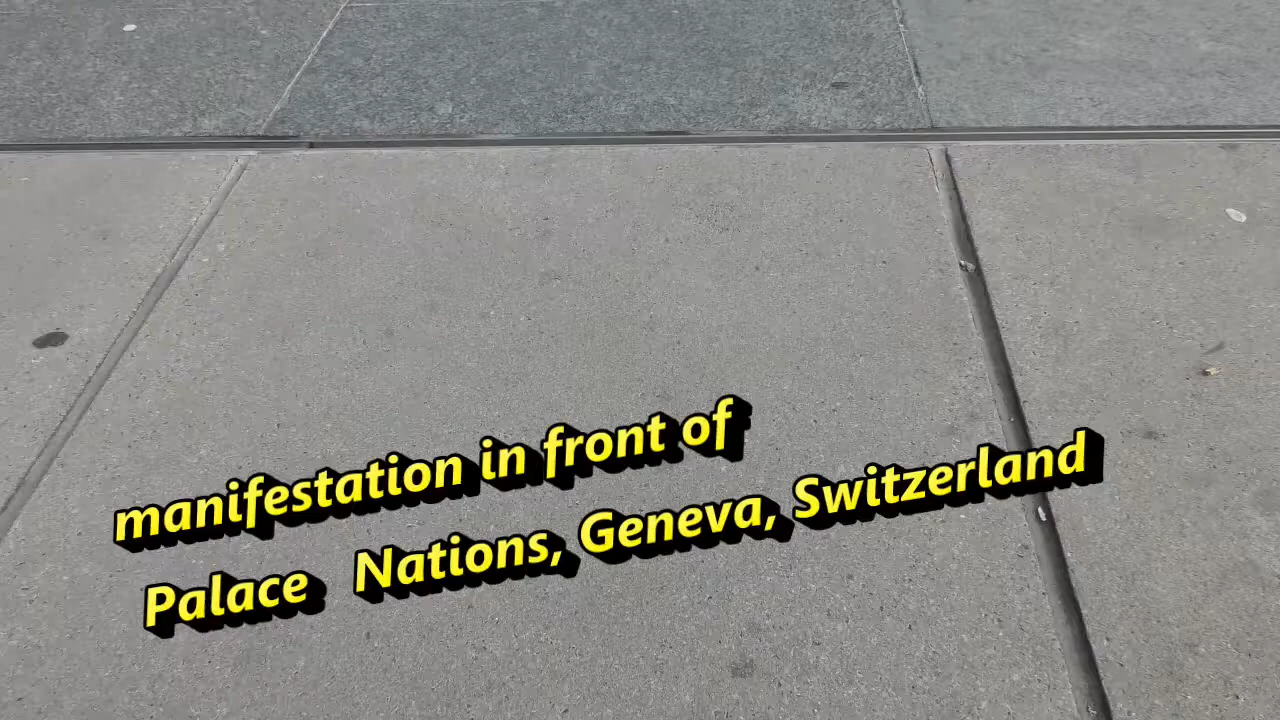 manifestation in front of
Palace Nations, Geneva, Switzerland